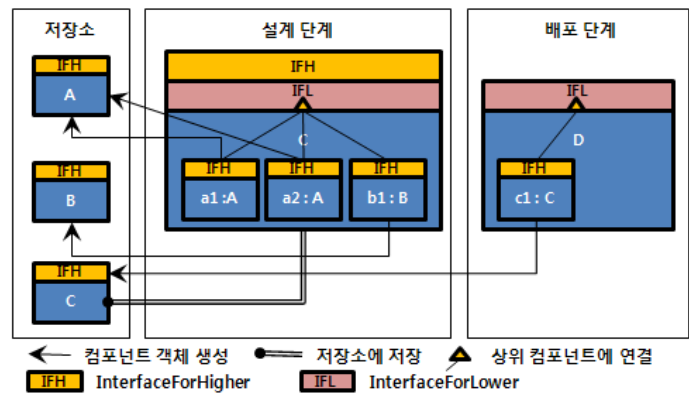 저장소
설계 단계
배포 단계
IFH
A
IFH
B
IFH
C
IFH
IFL
C
IFH
a1 :A
IFH
a2 : A
IFH
b1 : B
IFL
D
IFH
c1 : C
컴포넌트 객체 생성
저장소에 저장
상위 컴포넌트에 연결
IFH InterfaceForHigher
IFL InterfaceForLower